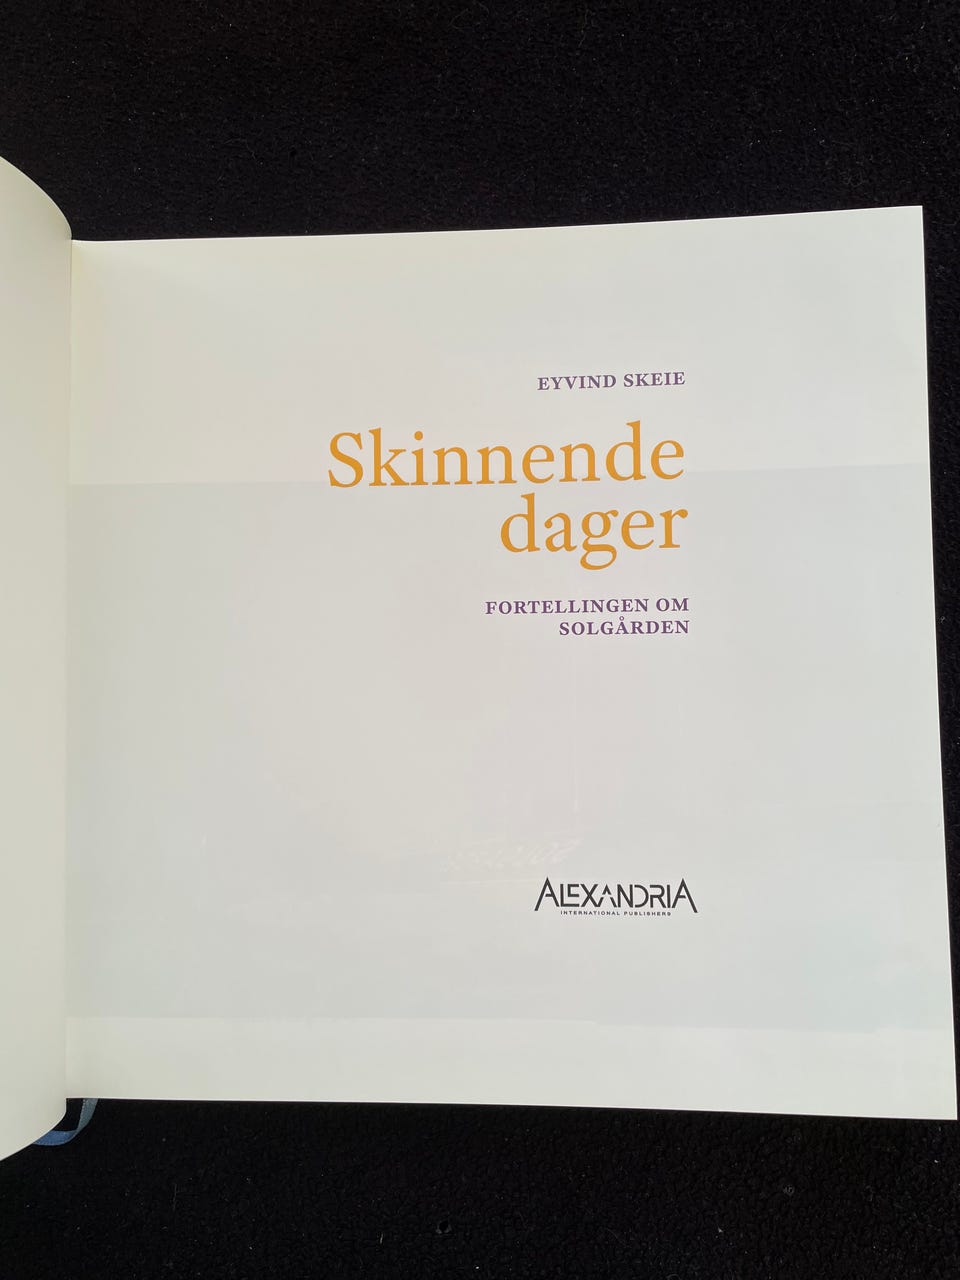 EYVIND SKEIE
Skinnende
dager
FORTELLINGEN OM
SOLGÅRDEN
ALEXANDRIA
INTERNATIONAL PUBLISHERS